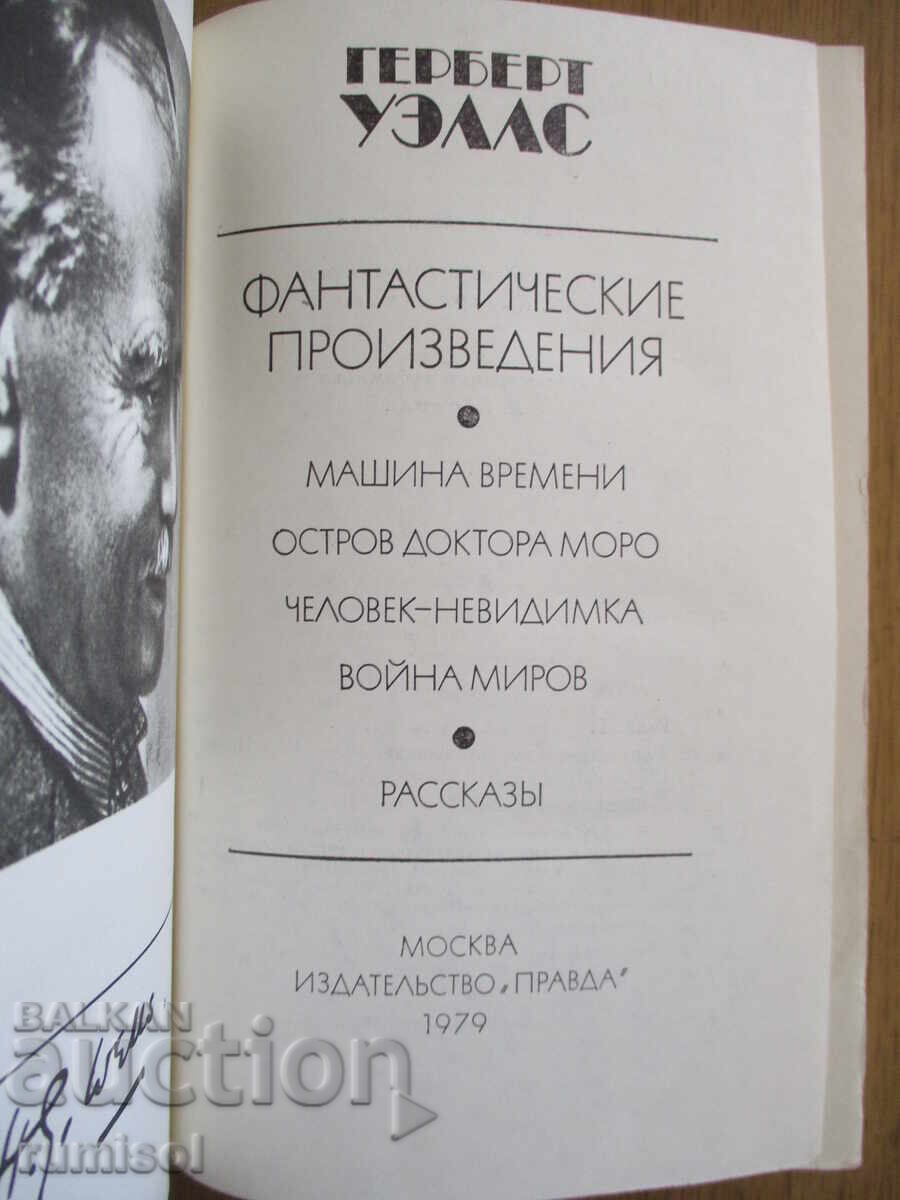 ГЕРБЕРТ
УЭЛЛС
ФАНТАСТИЧЕСКИЕ
ПРОИЗВЕДЕНИЯ
МАШИНА ВРЕМЕНИ
ОСТРОВ ДОКТОРА МОРО
ЧЕЛОВЕК-НЕВИДИМКА
ВОЙНА МИРОВ
РАССКАЗЫ
МОСКВА
ИЗДАТЕЛЬСТВО „ПРАВДА"
1979
BALKAN
auction
rumisol